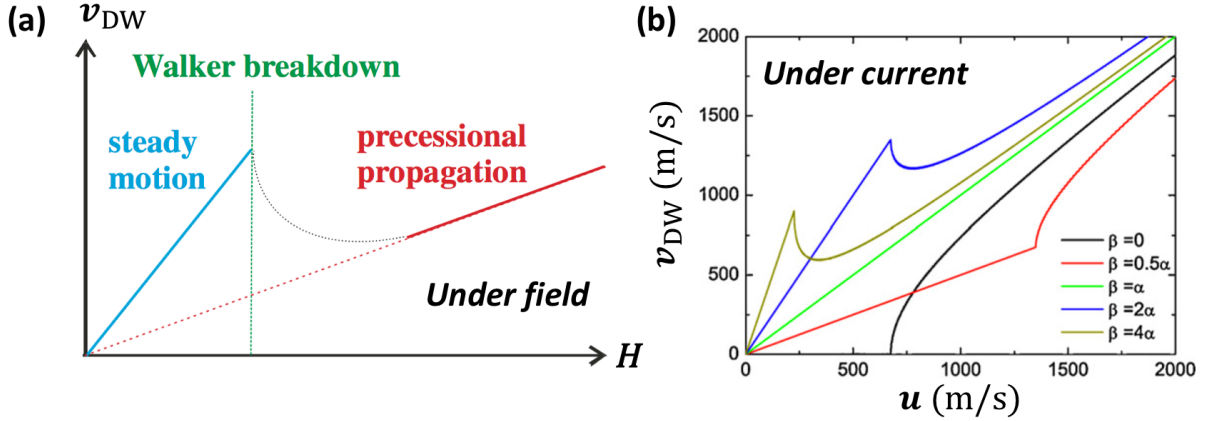 (a)
v_DW
Walker breakdown
steady
motion
precessional
propagation
Under field
H
(b)
2000
1500
1000
500
0
v_DW (m/s)
Under current
β =0
β =0.5α
β =α
β =2α
β =4α
0 500 1000 1500 2000
u (m/s)